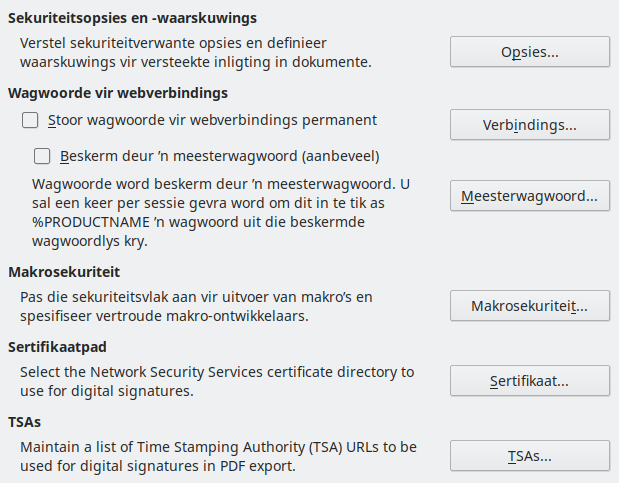 Sekuriteitsopsies en -waarskuwings
Verstel sekuriteitverwante opsies en definieer
waarskuwings vir versteekte inligting in dokumente.
Opsies...
Wagwoorde vir webverbindings
Stoor wagwoorde vir webverbindings permanent
Verbindings...
Beskerm deur ’n meesterwagwoord (aanbeveel)
Wagwoorde word beskerm deur ’n meesterwagwoord. U
sal een keer per sessie gevra word om dit in te tik as
%PRODUCTNAME ’n wagwoord uit die beskermde
wagwoordlys kry.
Meesterwagwoord...
Makrosekuriteit
Pas die sekuriteitsvlak aan vir uitvoer van makro’s en
spesifiseer vertroude makro-ontwikkelaars.
Makrosekuriteit...
Sertifikaatpad
Select the Network Security Services certificate directory to
use for digital signatures.
Sertifikaat...
TSAs
Maintain a list of Time Stamping Authority (TSA) URLs to be
used for digital signatures in PDF export.
TSAs...